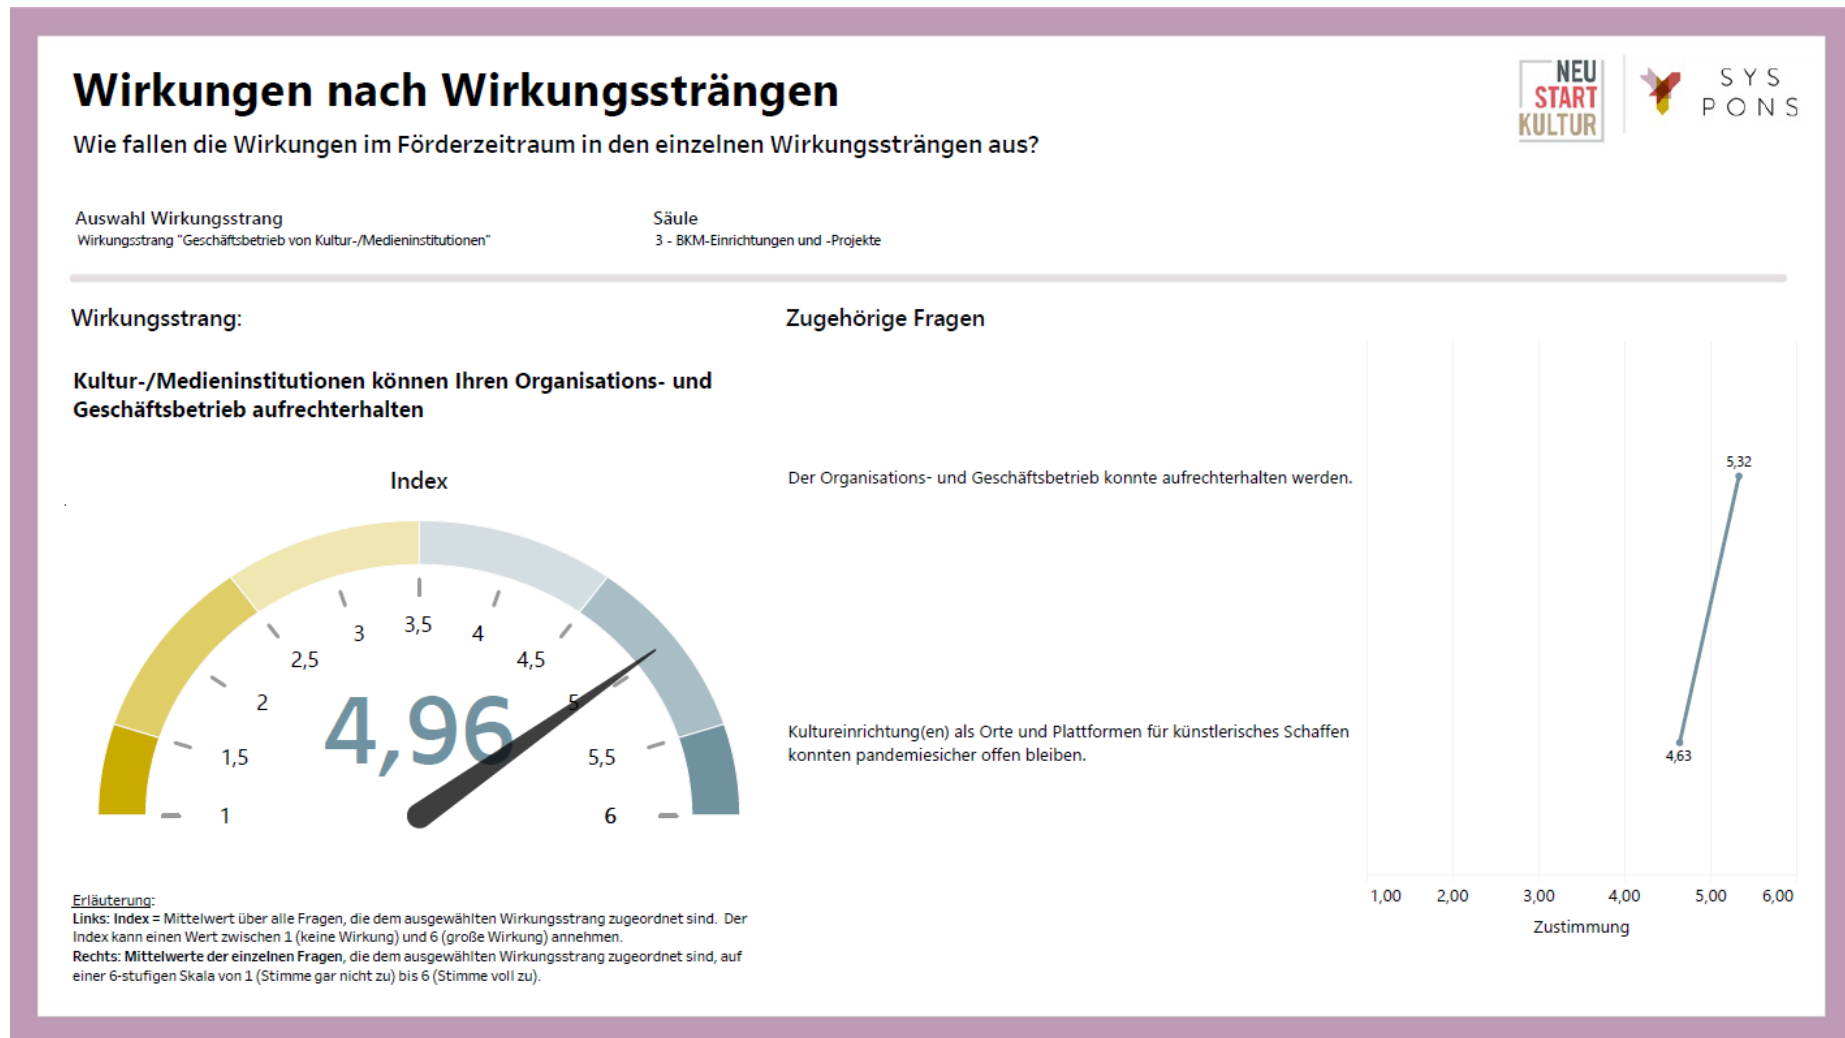 Wirkungen nach Wirkungssträngen
Wie fallen die Wirkungen im Förderzeitraum in den einzelnen Wirkungssträngen aus?
NEU
START
KULTUR
SYS
PONS
Auswahl Wirkungsstrang
Wirkungsstrang "Geschäftsbetrieb von Kultur-/Medieninstitutionen"
Säule
3 - BKM-Einrichtungen und -Projekte
Wirkungsstrang:
Kultur-/Medieninstitutionen können Ihren Organisations- und
Geschäftsbetrieb aufrechterhalten
Index
1
1,5
2
2,5
3
3,5
4
4,5
5
5,5
6
4,96
Erläuterung:
Links: Index = Mittelwert über alle Fragen, die dem ausgewählten Wirkungsstrang zugeordnet sind. Der
Index kann einen Wert zwischen 1 (keine Wirkung) und 6 (große Wirkung) annehmen.
Rechts: Mittelwerte der einzelnen Fragen, die dem ausgewählten Wirkungsstrang zugeordnet sind, auf
einer 6-stufigen Skala von 1 (Stimme gar nicht zu) bis 6 (Stimme voll zu).
Zugehörige Fragen
Der Organisations- und Geschäftsbetrieb konnte aufrechterhalten werden.
5,32
Kultureinrichtung(en) als Orte und Plattformen für künstlerisches Schaffen
konnten pandemiesicher offen bleiben.
4,63
1,00 2,00 3,00 4,00 5,00 6,00
Zustimmung